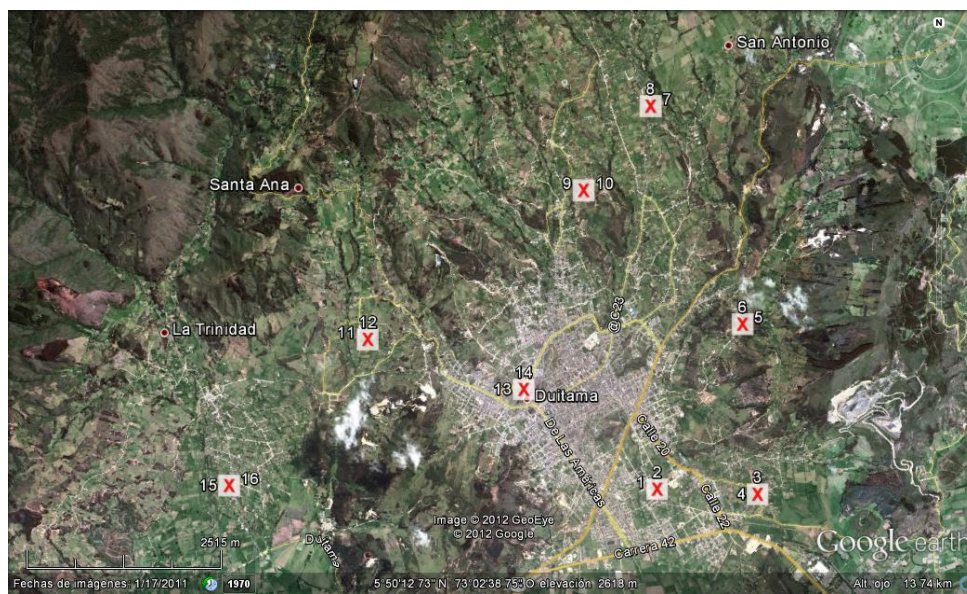 N
San Antonio
8
X 7
Santa Ana
9 X 10
@C23
6
X 5
La Trinidad
12
11 X
14
13 X
Duitama
De Las Américas
Calle 20
2
1 X
3
4 X
Calle 22
15 X 16
Image © 2012 GeoEye
© 2012 Google
Duitama
Carrera 42
Google earth
2515 m
Fechas de imágenes: 1/17/2011 1970 5°50'12.73" N 73°02'38.75" O elevación 2618 m Alt. ojo 13.74 km